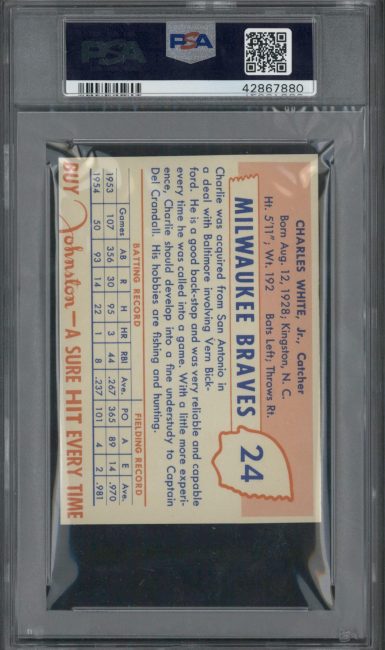 PSA
PSA
42867880
CHARLES WHITE, Jr., Catcher
Born Aug. 12, 1928; Kingston, N. C.
Ht. 5'11"; Wt. 192 Bats Left; Throws Rt.
MILWAUKEE BRAVES 24
Charlie was acquired from San Antonio in
a deal with Baltimore involving Vern Bick-
ford. He is a good back-stop and was very reliable and capable
every time he was called into a game. With a little more experi-
ence, Charlie should develop into a fine understudy to Captain
Del Crandall. His hobbies are fishing and hunting.
BATTING RECORD FIELDING RECORD
Games AB R H HR RBI Ave. PO A E Ave.
1953 107 356 30 95 3 44 .267 365 89 14 .970
1954 50 93 14 22 1 8 .237 101 4 2 .981
BUY Johnston—A SURE HIT EVERY TIME